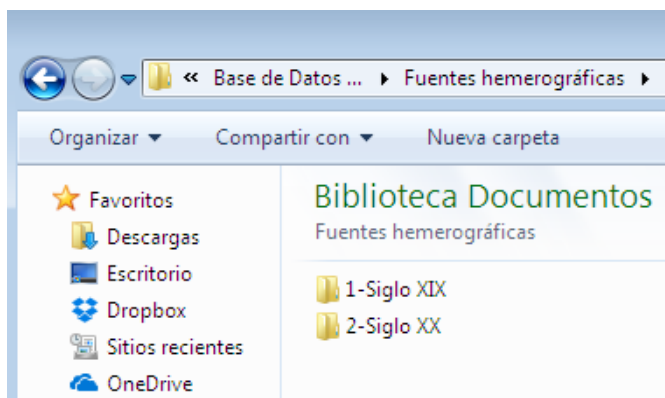 « Base de Datos ... ▸ Fuentes hemerográficas ▸
Organizar ▾ Compartir con ▾ Nueva carpeta
Favoritos
Descargas
Escritorio
Dropbox
Sitios recientes
OneDrive
Biblioteca Documentos
Fuentes hemerográficas
1-Siglo XIX
2-Siglo XX